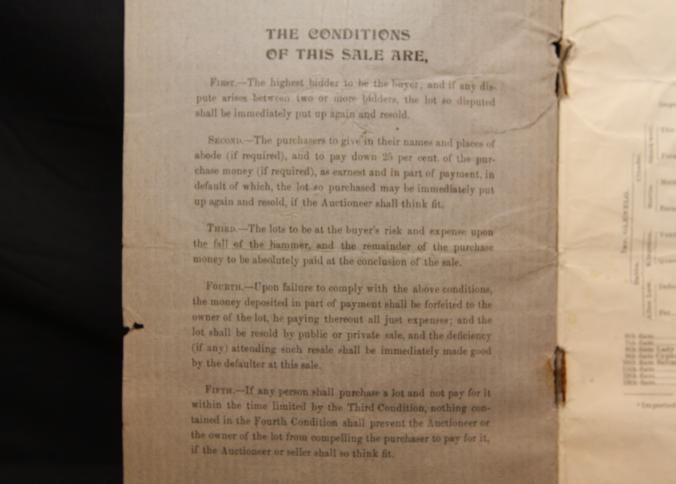 THE CONDITIONS
OF THIS SALE ARE,
FIRST.—The highest bidder to be the buyer, and if any dis-
pute arises between two or more bidders, the lot so disputed
shall be immediately put up again and resold.
SECOND.—The purchasers to give in their names and places of
abode (if required), and to pay down 25 per cent. of the pur-
chase money (if required), as earnest and in part of payment, in
default of which, the lot so purchased may be immediately put
up again and resold, if the Auctioneer shall think fit.
THIRD.—The lots to be at the buyer's risk and expense upon
the fall of the hammer, and the remainder of the purchase
money to be absolutely paid at the conclusion of the sale.
FOURTH.—Upon failure to comply with the above conditions,
the money deposited in part of payment shall be forfeited to the
owner of the lot, he paying thereout all just expenses; and the
lot shall be resold by public or private sale, and the deficiency
(if any) attending such resale shall be immediately made good
by the defaulter at this sale.
FIFTH.—If any person shall purchase a lot and not pay for it
within the time limited by the Third Condition, nothing con-
tained in the Fourth Condition shall prevent the Auctioneer or
the owner of the lot from compelling the purchaser to pay for it,
if the Auctioneer or seller shall so think fit.